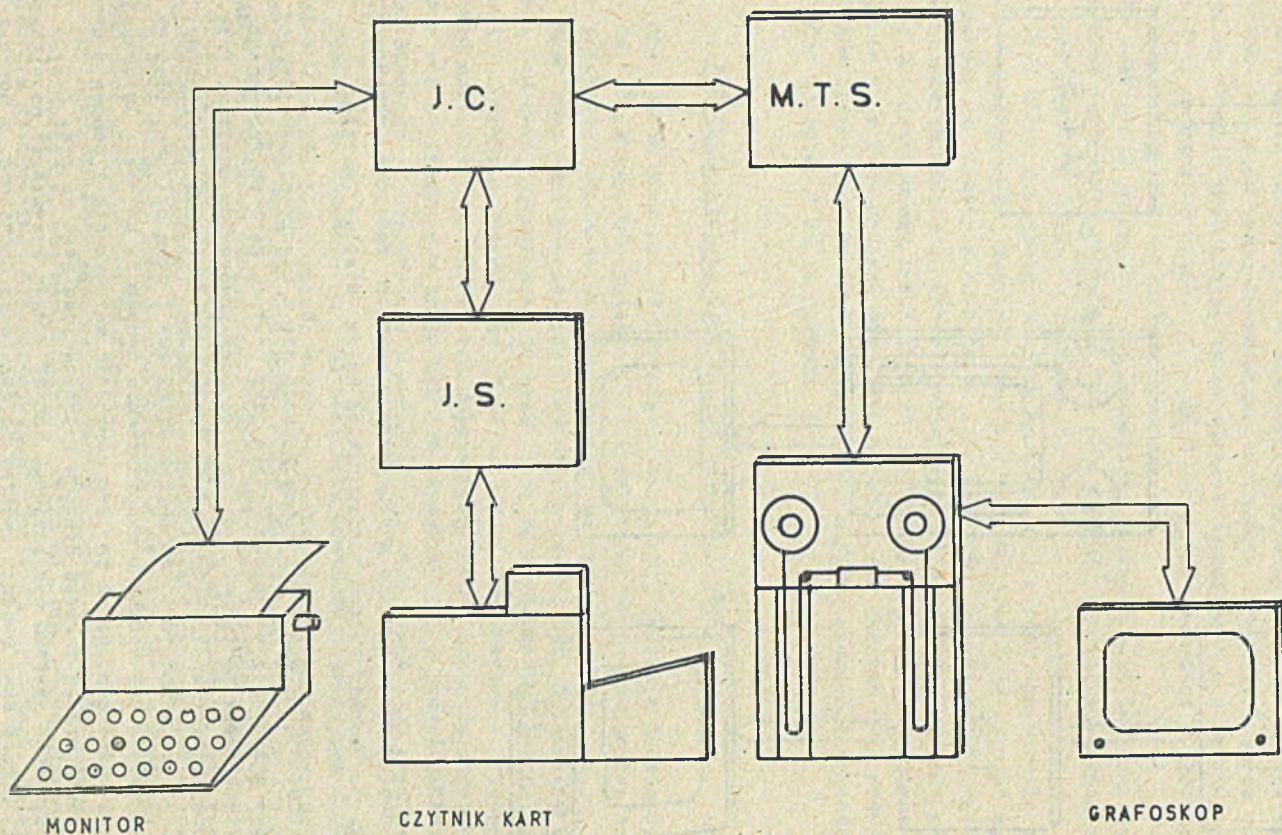 J. C.
M. T. S.
J. S.
MONITOR
CZYTNIK KART
GRAFOSKOP